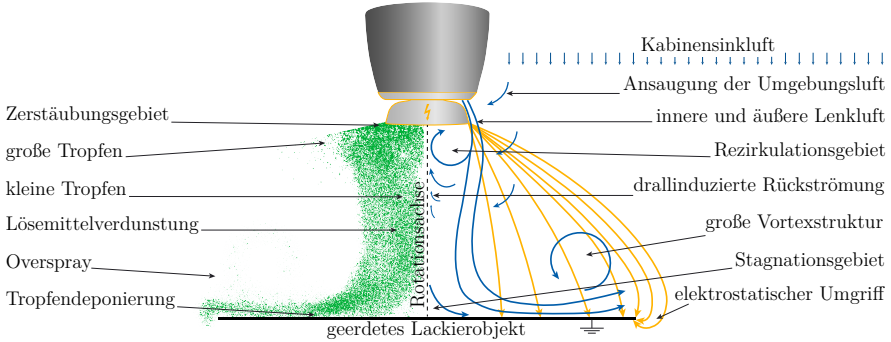 Kabinensinkluft
Ansaugung der Umgebungsluft
innere und äußere Lenkluft
Rezirkulationsgebiet
drallinduzierte Rückströmung
große Vortexstruktur
Stagnationsgebiet
elektrostatischer Umgriff
Zerstäubungsgebiet
große Tropfen
kleine Tropfen
Lösemittelverdunstung
Overspray
Tropfendeponierung
Rotationsachse
geerdetes Lackierobjekt